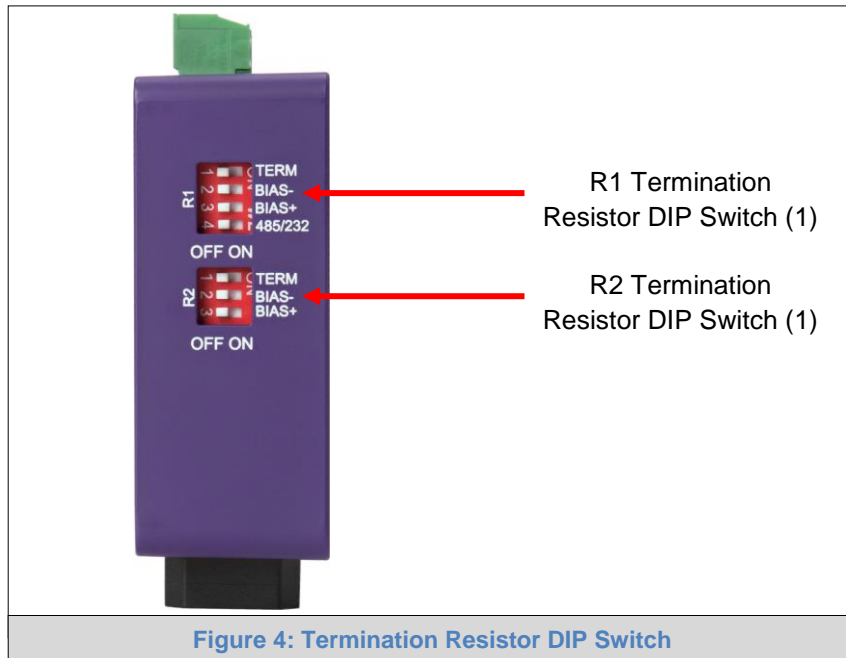 1 TERM
R1 2 BIAS-
3 BIAS+
4 485/232
OFF ON
1 TERM
R2 2 BIAS-
3 BIAS+
OFF ON
R1 Termination
Resistor DIP Switch (1)
R2 Termination
Resistor DIP Switch (1)
Figure 4: Termination Resistor DIP Switch